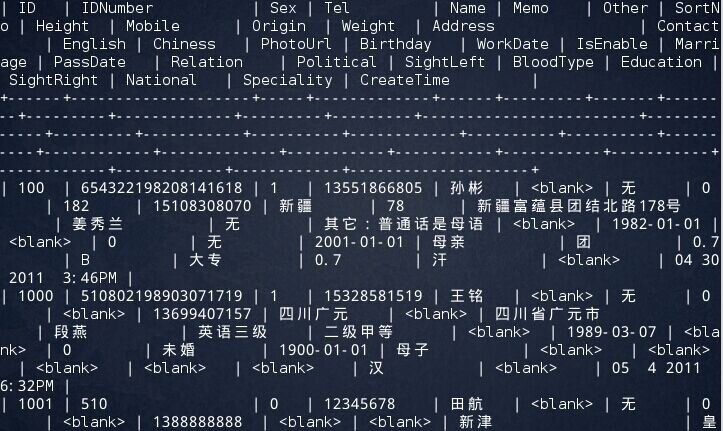 | ID | IDNumber | Sex | Tel | Name | Memo | Other | SortN
o | Height | Mobile | Origin | Weight | Address | Contact
| English | Chinese | PhotoUrl | Birthday | WorkDate | IsEnable | Marri
age | PassDate | Relation | Political | SightLeft | BloodType | Education |
SightRight | National | Speciality | CreateTime |
| 100 | 654322198208141618 | 1 | 13551866805 | 孙彬 | <blank> | 无 | 0
| 182 | 15108308070 | 新疆 | 78 | 新疆富蕴县团结北路178号
| 姜秀兰 | 无 | 其它：普通话是母语 | <blank> | 1982-01-01 |
<blank> | 0 | 无 | 2001-01-01 | 母亲 | 团 | 0.7
| B | 大专 | 0.7 | 汗 | <blank> | 04 30
2011 3:46PM |
| 1000 | 510802198903071719 | 1 | 15328581519 | 王铭 | <blank> | 无 | 0
| <blank> | 13699407157 | 四川广元 | <blank> | 四川省广元市
| 段燕 | 英语三级 | 二级甲等 | <blank> | 1989-03-07 | <bla
nk> | 0 | 未婚 | 1900-01-01 | 母子 | <blank> | <blank>
| <blank> | <blank> | <blank> | 汉 | <blank> | 05 4 2011
6:32PM |
| 1001 | 510 | 0 | 12345678 | 田航 | <blank> | 无 | 0
| <blank> | 1388888888 | <blank> | <blank> | 新津 | 皇